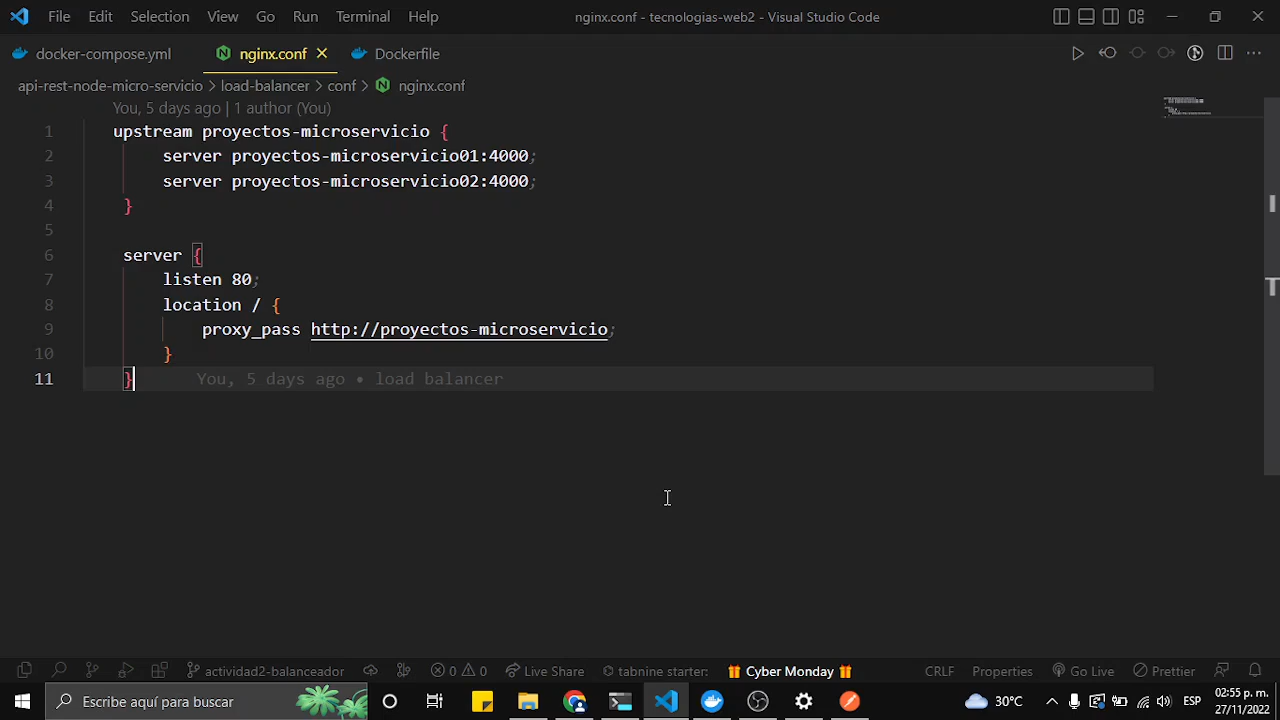 File Edit Selection View Go Run Terminal Help nginx.conf - tecnologias-web2 - Visual Studio Code
docker-compose.yml nginx.conf Dockerfile
api-rest-node-micro-servicio > load-balancer > conf > nginx.conf
You, 5 days ago | 1 author (You)
1 upstream proyectos-microservicio {
2 server proyectos-microservicio01:4000;
3 server proyectos-microservicio02:4000;
4 }
5
6 server {
7 listen 80;
8 location / {
9 proxy_pass http://proyectos-microservicio;
10 }
11 } You, 5 days ago • load balancer
actividad2-balanceador 0 0 Live Share tabnine starter: Cyber Monday CRLF Properties Go Live Prettier
Escribe aquí para buscar 30°C ESP 02:55 p. m.
27/11/2022